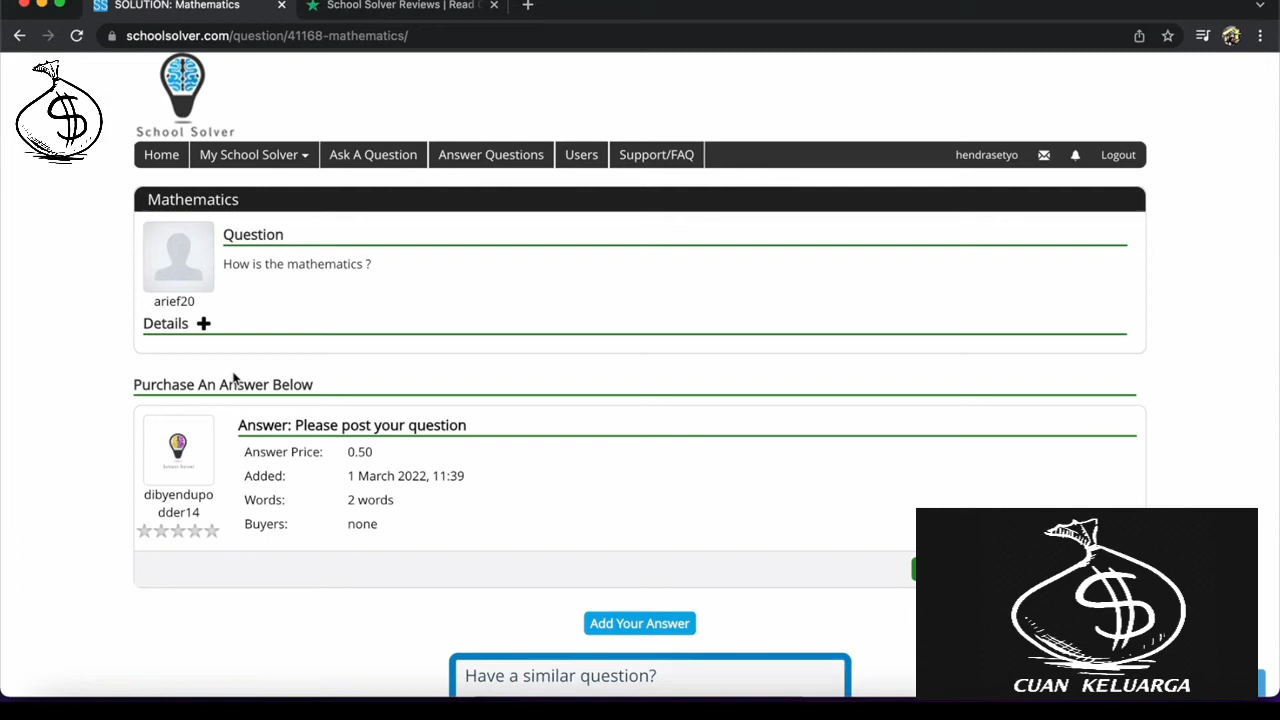 SOLUTION: Mathematics
School Solver Reviews | Read
schoolsolver.com/question/41168-mathematics/
School Solver
Home My School Solver Ask A Question Answer Questions Users Support/FAQ hendrasetyo Logout
Mathematics
Question
How is the mathematics ?
arief20
Details
Purchase An Answer Below
Answer: Please post your question
Answer Price: 0.50
Added: 1 March 2022, 11:39
Words: 2 words
Buyers: none
School Solver
dibyendupo
dder14
Add Your Answer
Have a similar question?
CUAN KELUARGA